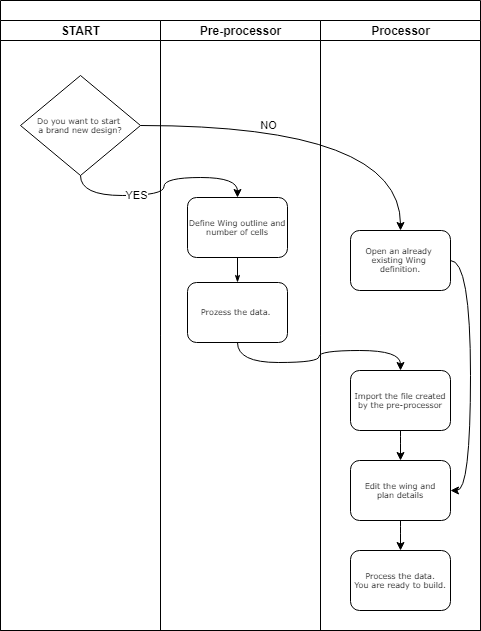 START
Pre-processor
Processor
Do you want to start
a brand new design?
NO
YES
Define Wing outline and
number of cells
Open an already
existing Wing
definition.
Prozess the data.
Import the file created
by the pre-processor
Edit the wing and
plan details
Process the data.
You are ready to build.